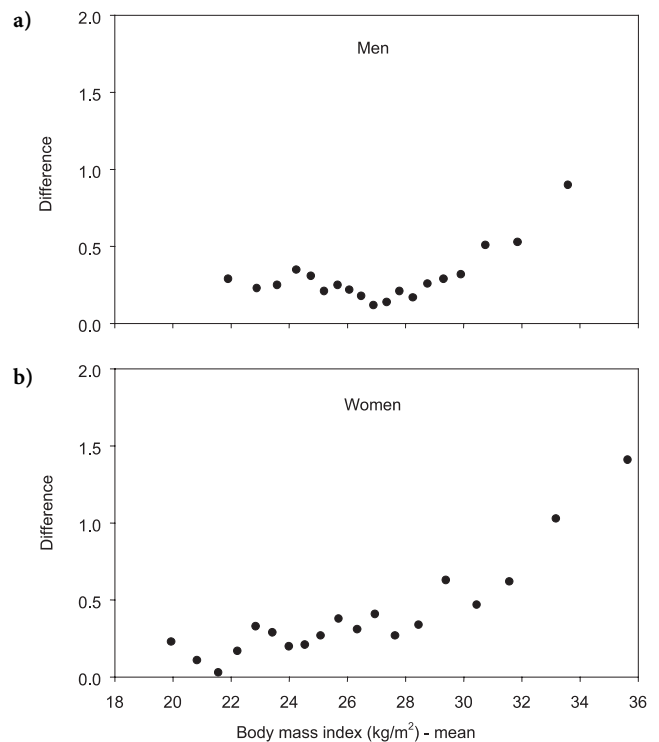 a)
2.0
Men
1.5
Difference
1.0
0.5
0.0
b)
2.0
Women
1.5
Difference
1.0
0.5
0.0
18 20 22 24 26 28 30 32 34 36
Body mass index (kg/m²) - mean